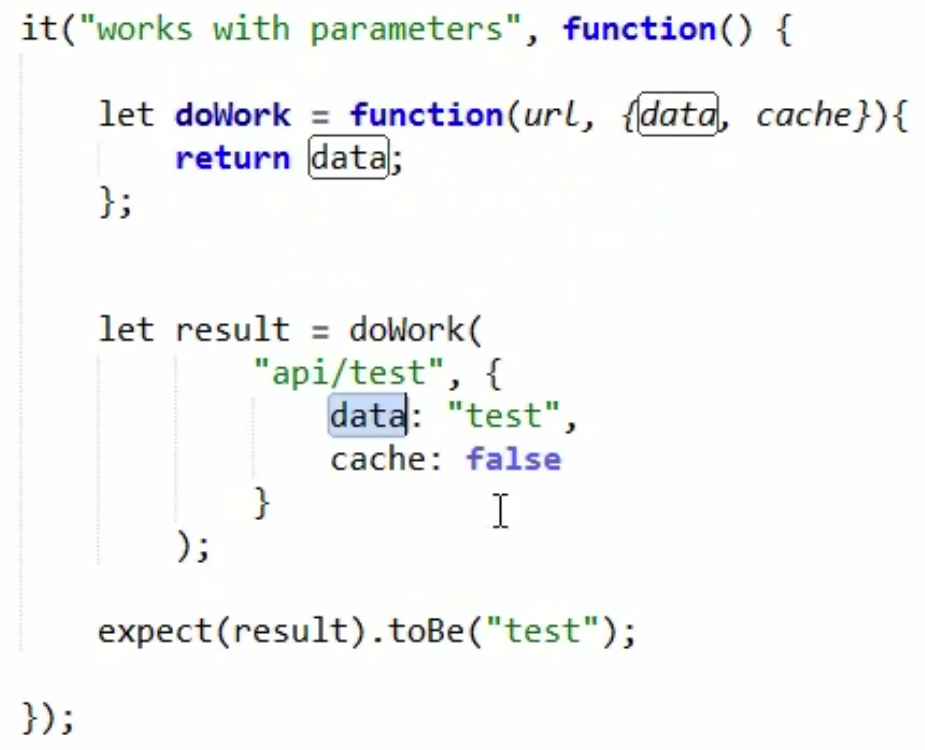 it("works with parameters", function() {
let doWork = function(url, {data, cache}){
return data;
};
let result = doWork(
"api/test", {
data: "test",
cache: false
}
);
expect(result).toBe("test");
});